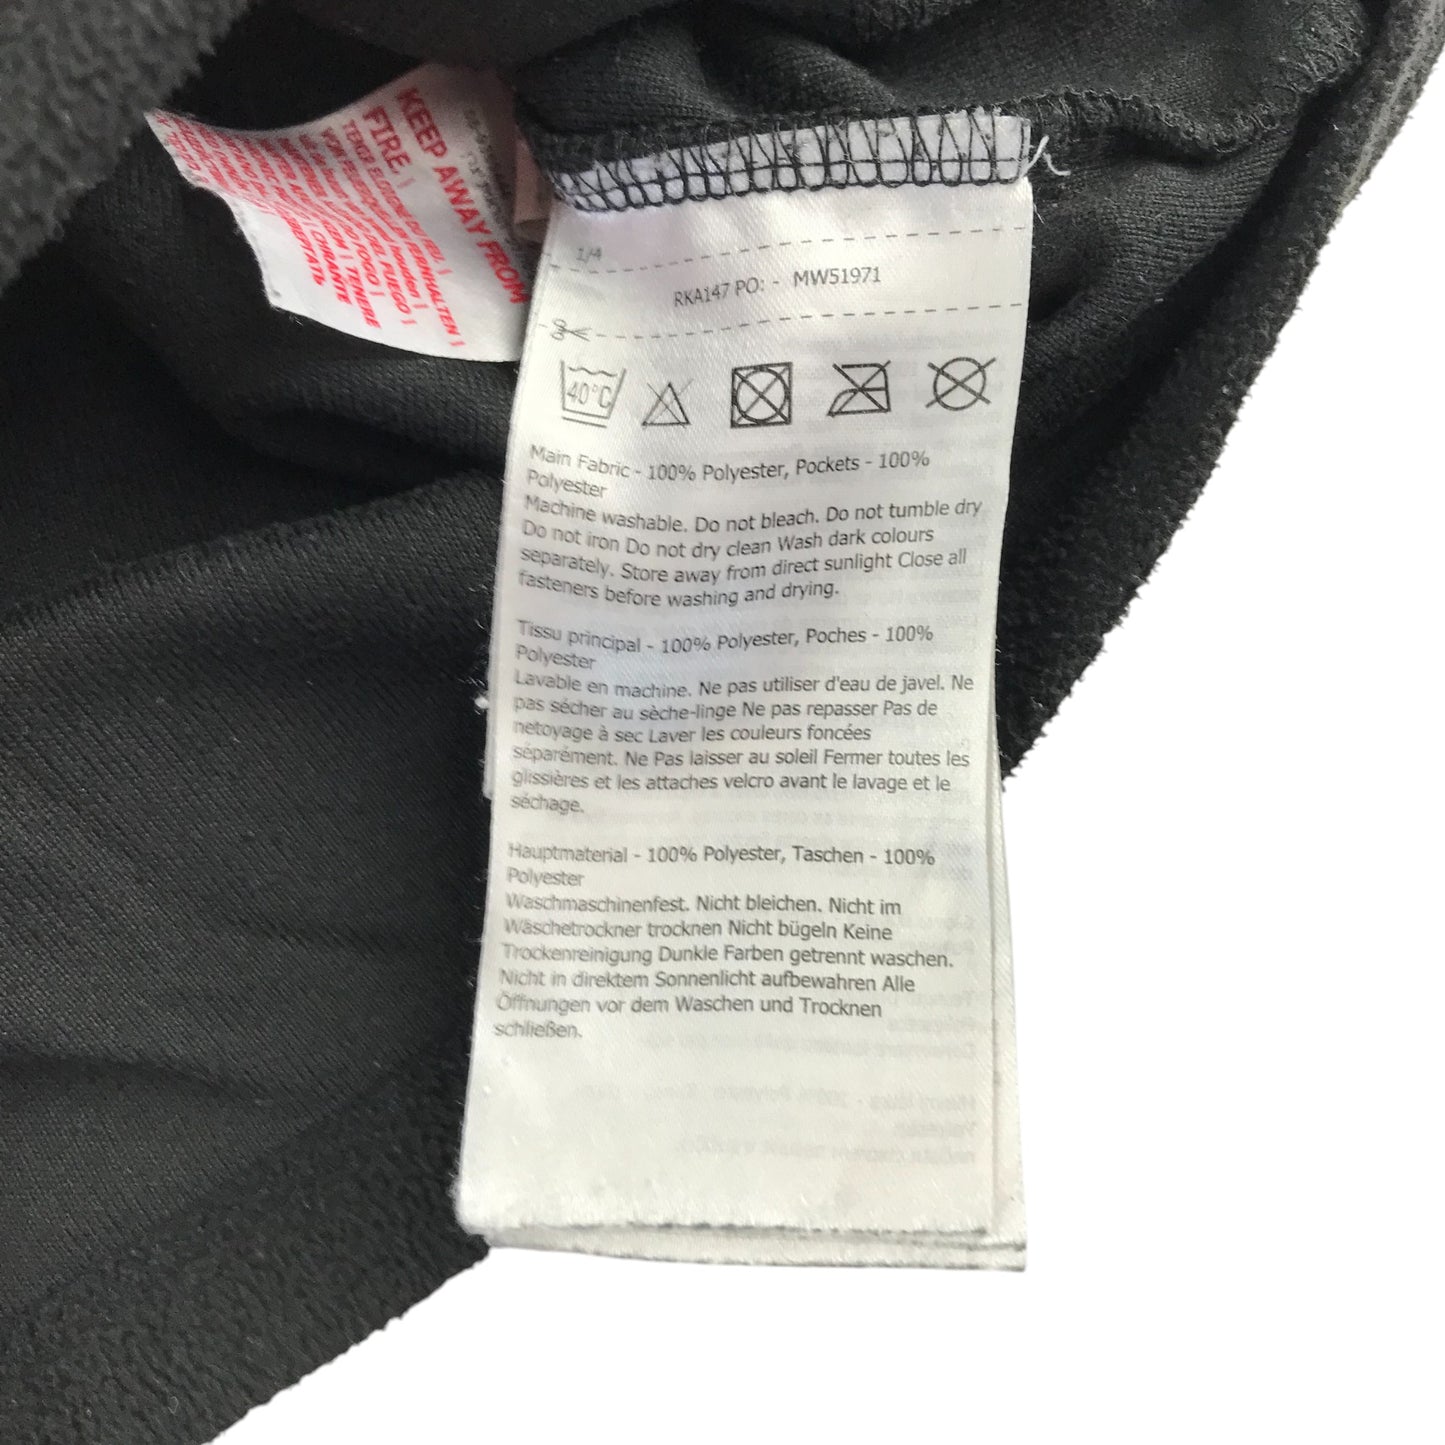 KEEP AWAY FROM
FIRE |
FERNHALTEN |
FUEGO |
FUOCO |
TENIRE
LONTANO
1/4
RKA147 PO: - MW51971
40°C
Main Fabric - 100% Polyester, Pockets - 100%
Polyester
Machine washable. Do not bleach. Do not tumble dry
Do not iron Do not dry clean Wash dark colours
separately. Store away from direct sunlight Close all
fasteners before washing and drying.
Tissu principal - 100% Polyester, Poches - 100%
Polyester
Lavable en machine. Ne pas utiliser d'eau de javel. Ne
pas sécher au sèche-linge Ne pas repasser Pas de
netoyage à sec Laver les couleurs foncées
séparément. Ne Pas laisser au soleil Fermer toutes les
glissières et les attaches velcro avant le lavage et le
séchage.
Hauptmaterial - 100% Polyester, Taschen - 100%
Polyester
Waschmaschinenfest. Nicht bleichen. Nicht im
Wäschetrockner trocknen Nicht bügeln Keine
Trockenreinigung Dunkle Farben getrennt waschen.
Nicht in direktem Sonnenlicht aufbewahren Alle
Öffnungen vor dem Waschen und Trocknen
schließen.